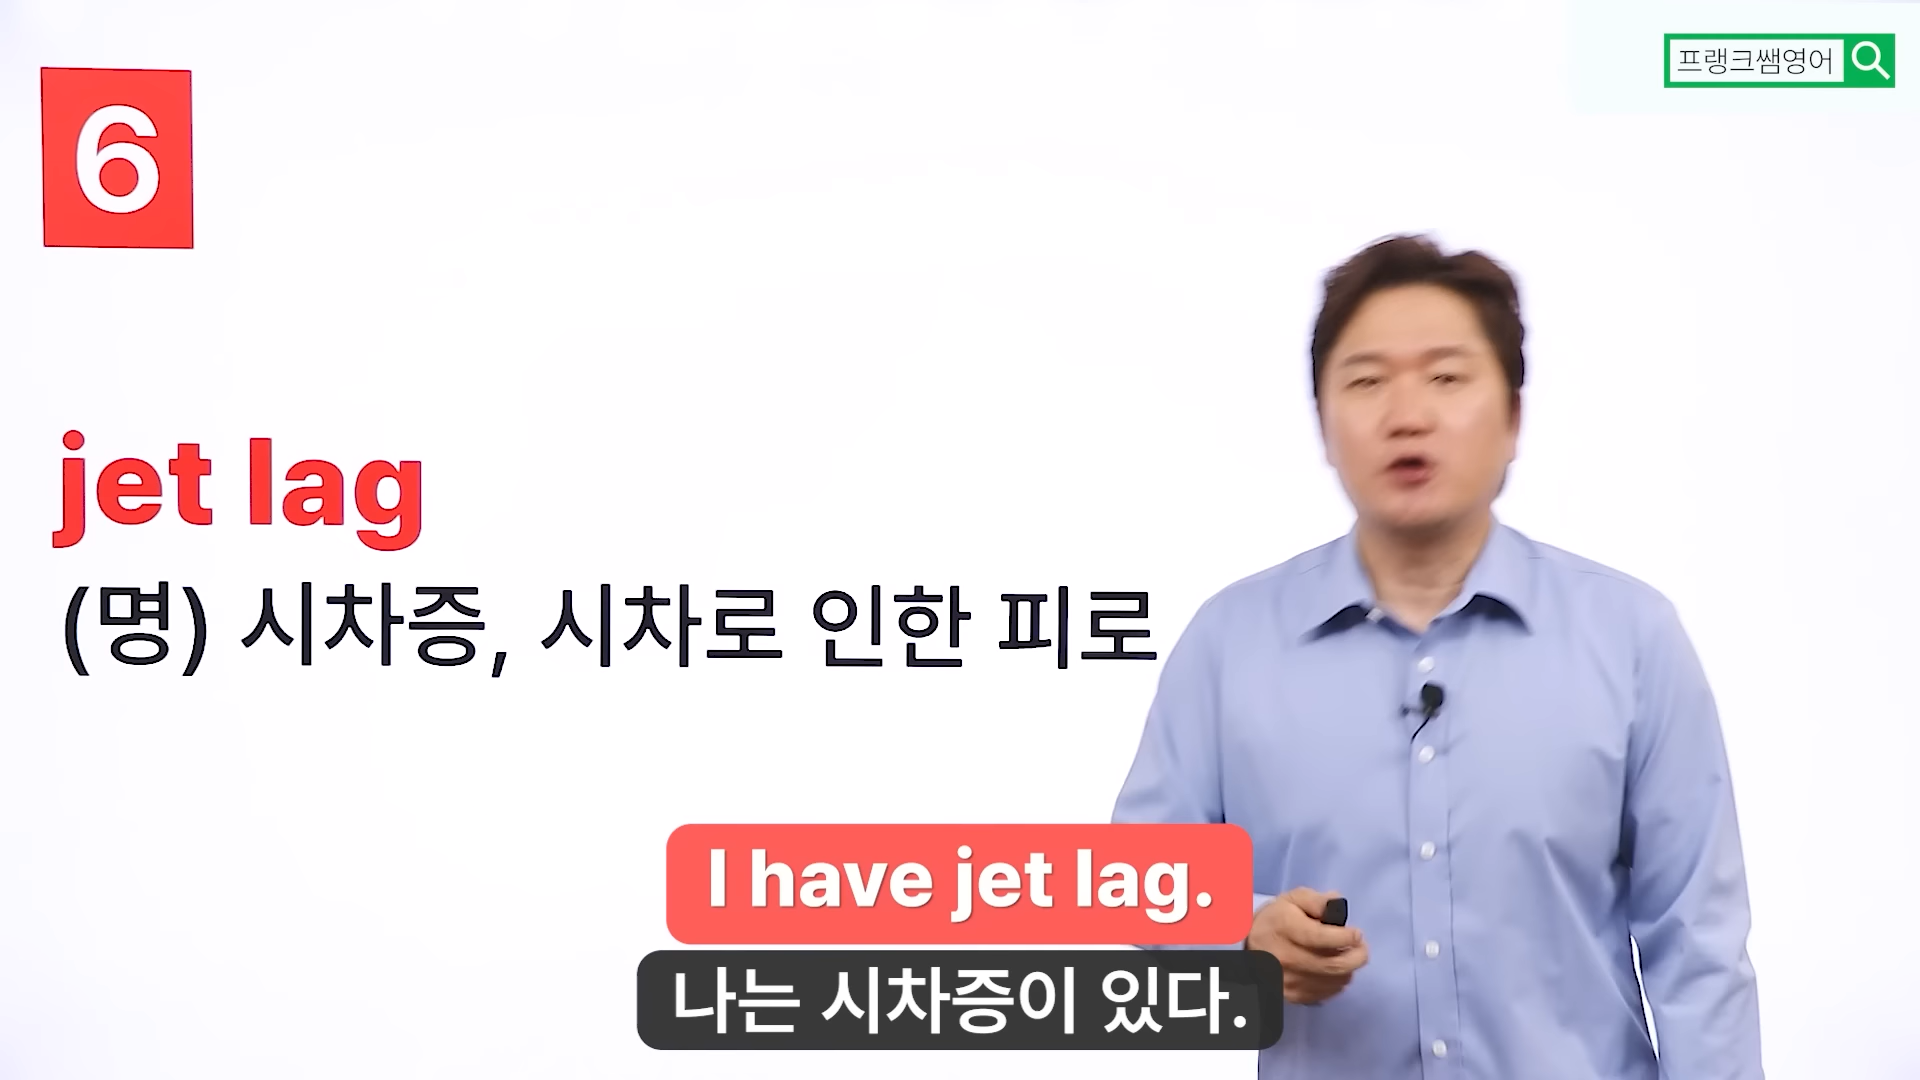 프랭크쌤영어
6
jet lag
(명) 시차증, 시차로 인한 피로
I have jet lag.
나는 시차증이 있다.